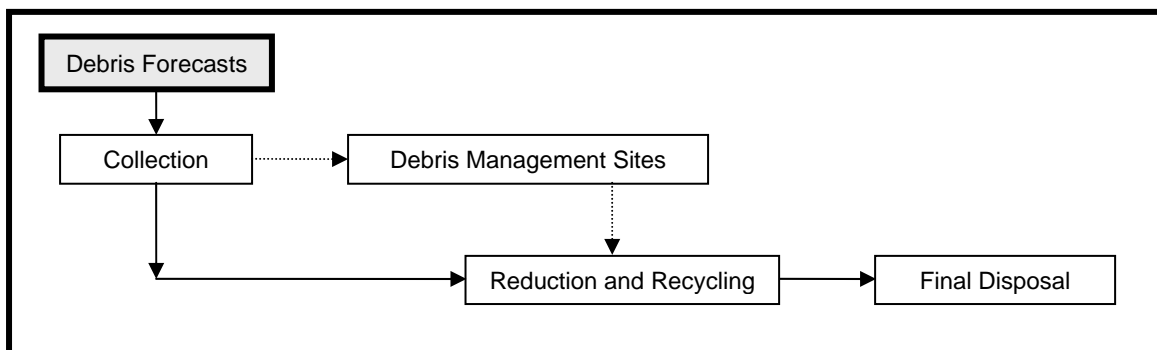 Debris Forecasts
Collection
Debris Management Sites
Reduction and Recycling
Final Disposal